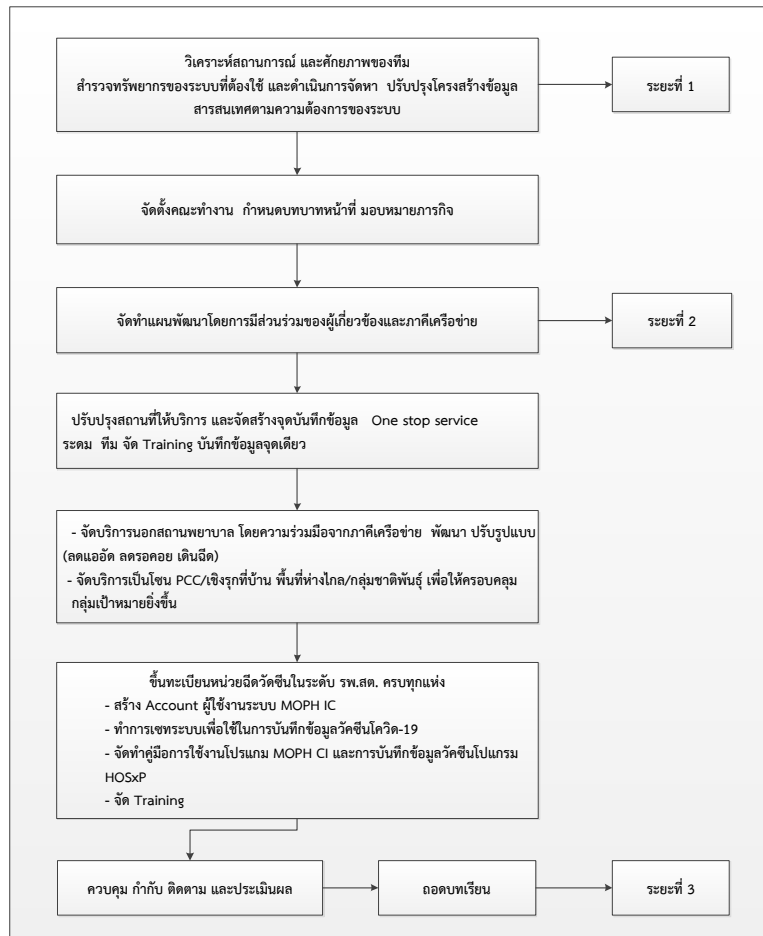 วิเคราะห์สถานการณ์ และศักยภาพของทีม
สำรวจทรัพยากรของระบบที่ต้องใช้ และดำเนินการจัดหา ปรับปรุงโครงสร้างข้อมูล
สารสนเทศตามความต้องการของระบบ
ระยะที่ 1
จัดตั้งคณะทำงาน กำหนดบทบาทหน้าที่ มอบหมายภารกิจ
จัดทำแผนพัฒนาโดยการมีส่วนร่วมของผู้เกี่ยวข้องและภาคีเครือข่าย
ระยะที่ 2
ปรับปรุงสถานที่ให้บริการ และจัดสร้างจุดบันทึกข้อมูล One stop service
ระดม ทีม จัด Training บันทึกข้อมูลจุดเดียว
- จัดบริการนอกสถานพยาบาล โดยความร่วมมือจากภาคีเครือข่าย พัฒนา ปรับรูปแบบ
(ลดแออัด ลดรอคอย เดินฉีด)
- จัดบริการเป็นโซน PCC/เชิงรุกที่บ้าน พื้นที่ห่างไกล/กลุ่มชาติพันธุ์ เพื่อให้ครอบคลุม
กลุ่มเป้าหมายยิ่งขึ้น
ขึ้นทะเบียนหน่วยฉีดวัดซีนในระดับ รพ.สต. ครบทุกแห่ง
- สร้าง Account ผู้ใช้งานระบบ MOPH IC
- ทำการเซทระบบเพื่อใช้ในการบันทึกข้อมูลวัคซีนโควิด-19
- จัดทำคู่มือการใช้งานโปรแกม MOPH CI และการบันทึกข้อมูลวัคซีนโปแกรม
HOSxP
- จัด Training
ควบคุม กำกับ ติดตาม และประเมินผล
ถอดบทเรียน
ระยะที่ 3